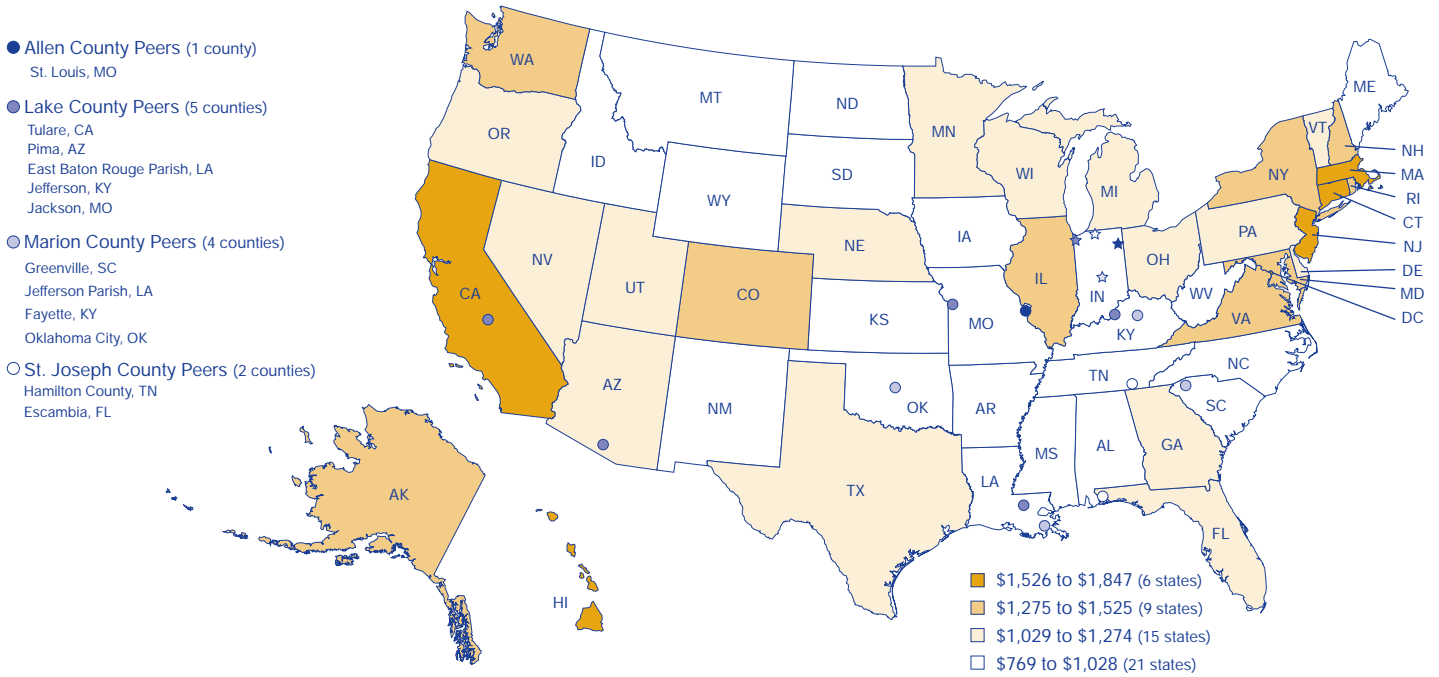 Allen County Peers (1 county)
St. Louis, MO
Lake County Peers (5 counties)
Tulare, CA
Pima, AZ
East Baton Rouge Parish, LA
Jefferson, KY
Jackson, MO
Marion County Peers (4 counties)
Greenville, SC
Jefferson Parish, LA
Fayette, KY
Oklahoma City, OK
St. Joseph County Peers (2 counties)
Hamilton County, TN
Escambia, FL
WA
OR
ID
MT
ND
SD
WY
NV
UT
CA
CO
AZ
NM
NE
KS
OK
TX
MN
IA
MO
AR
LA
WI
IL
MI
IN
OH
KY
TN
MS
AL
GA
FL
SC
NC
VA
WV
PA
NY
VT
ME
NH
MA
RI
CT
NJ
DE
MD
DC
AK
HI
$1,526 to $1,847 (6 states)
$1,275 to $1,525 (9 states)
$1,029 to $1,274 (15 states)
$769 to $1,028 (21 states)